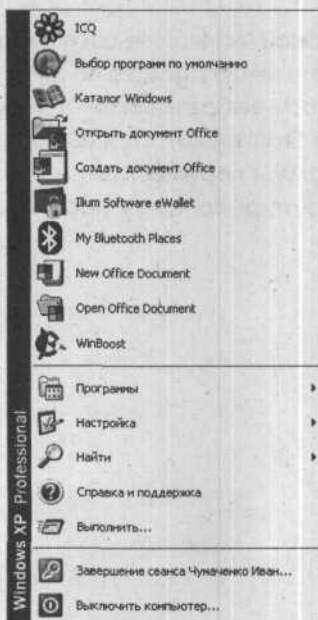 ICQ
Выбор программ по умолчанию
Каталог Windows
Открыть документ Office
Создать документ Office
Ilium Software eWallet
My Bluetooth Places
New Office Document
Open Office Document
WinBoost
Программы
Настройка
Найти
Справка и поддержка
Выполнить...
Завершение сеанса Чумаченко Иван...
Выключить компьютер...
Windows XP Professional